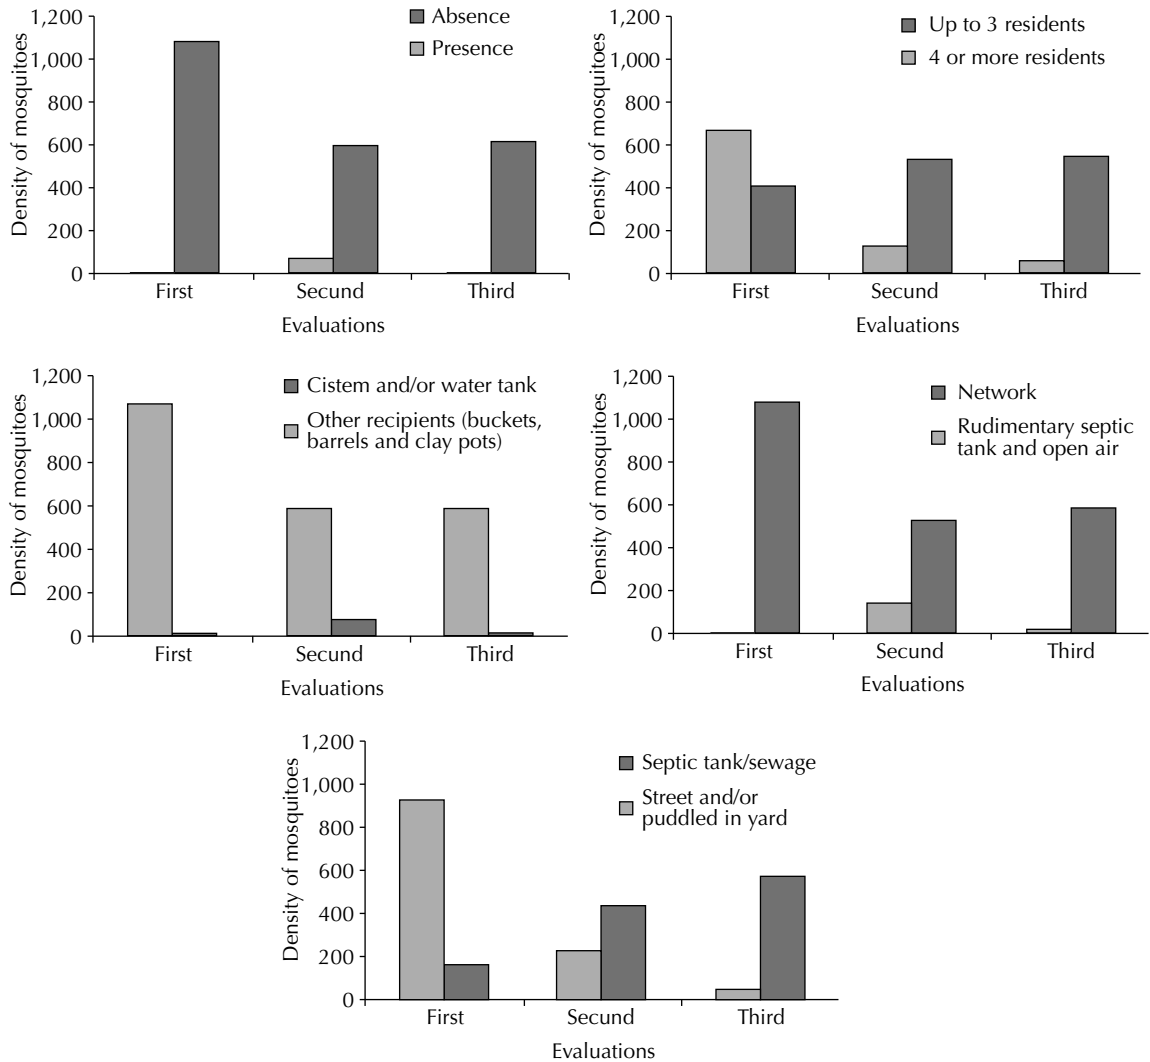 Density of mosquitoes
1,200
1,000
800
600
400
200
0
Absence
Presence
First
Secund
Third
Evaluations
Density of mosquitoes
1,200
1,000
800
600
400
200
0
Up to 3 residents
4 or more residents
First
Second
Third
Evaluations
Density of mosquitoes
1,200
1,000
800
600
400
200
0
Cistem and/or water tank
Other recipients (buckets,
barrels and clay pots)
First
Second
Third
Evaluations
Density of mosquitoes
1,200
1,000
800
600
400
200
0
Network
Rudimentary septic
tank and open air
First
Second
Third
Evaluations
Density of mosquitoes
1,200
1,000
800
600
400
200
0
Septic tank/sewage
Street and/or
puddled in yard
First
Second
Third
Evaluations